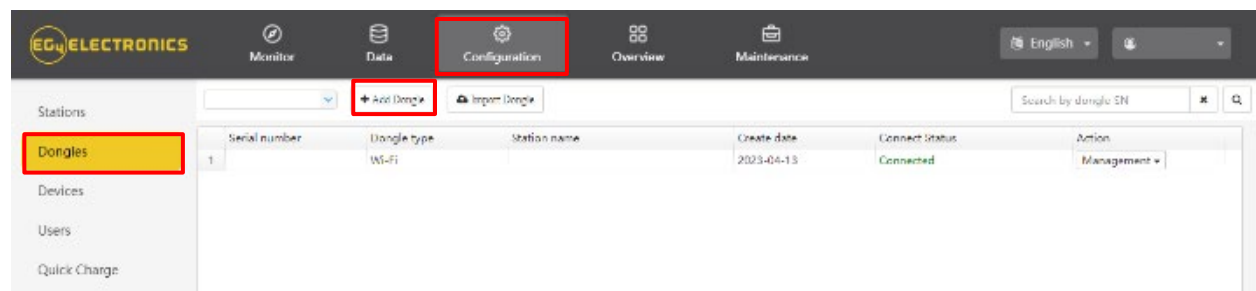 EG4 ELECTRONICS
Monitor
Data
Configuration
Overview
Maintenance
English
Stations
Dongles
Devices
Users
Quick Charge
+ Add Dongle
Import Dongle
Search by dongle SN
Serial number Dongle type Station name Create date Connect Status Action
1 Wi-Fi 2023-04-13 Connected Management